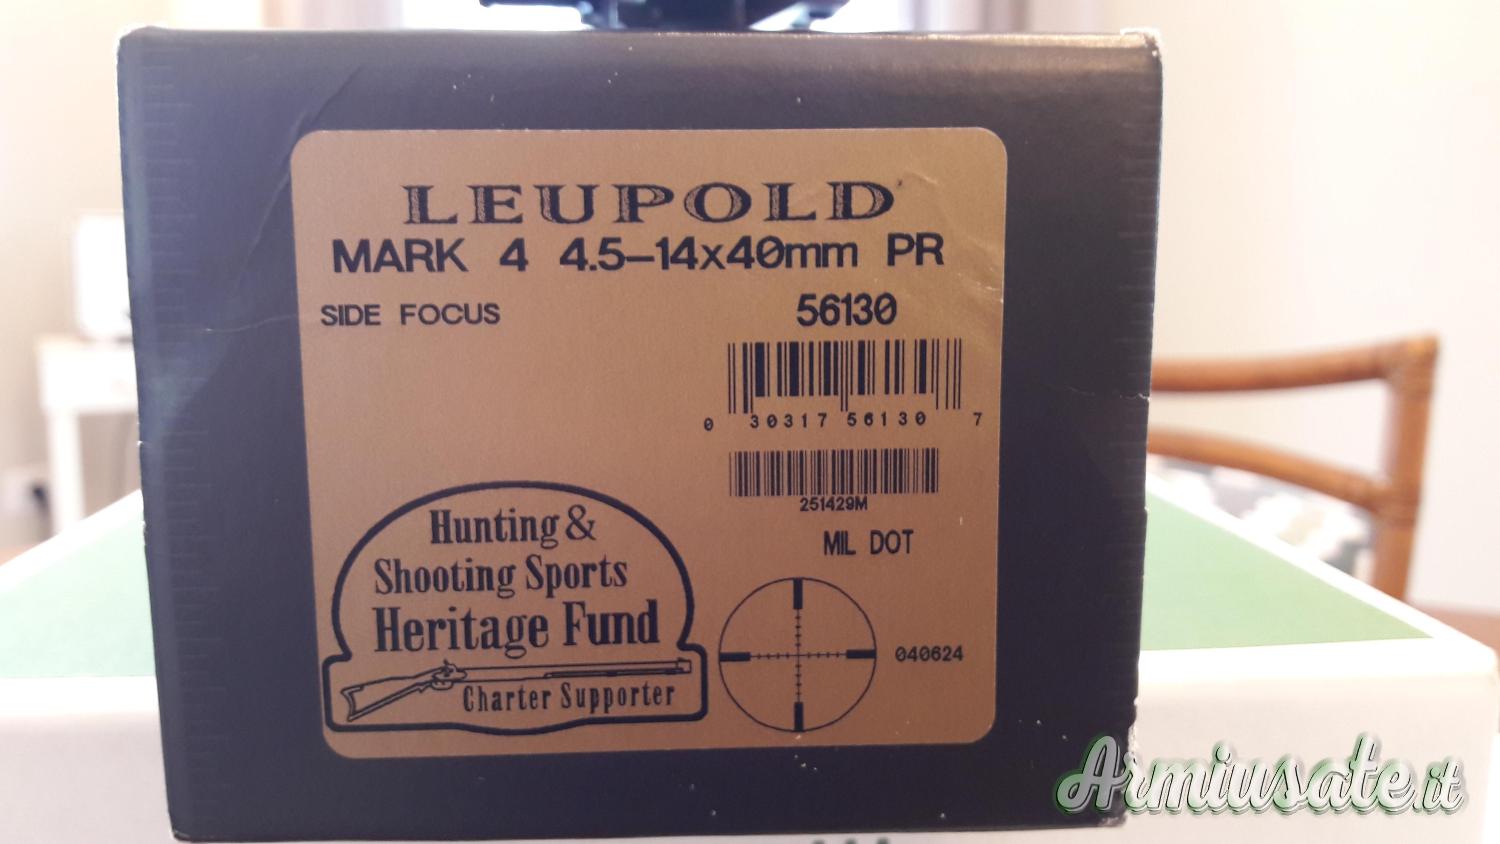 LEUPOLD
MARK 4 4.5–14x40mm PR
SIDE FOCUS
56130
0 30317 56130 7
251429M
MIL DOT
040624
Hunting &
Shooting Sports
Heritage Fund
Charter Supporter
Armiusate.it